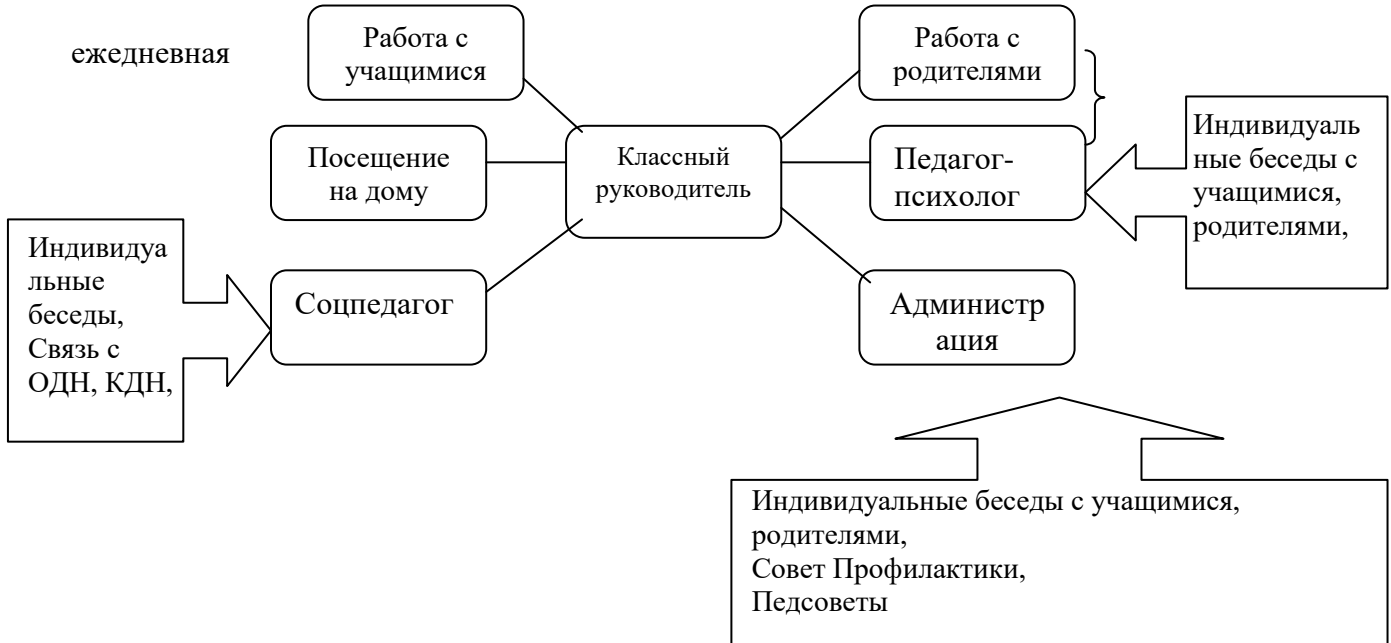 ежедневная
Работа с
учащимися
Работа с
родителями
Посещение
на дому
Классный
руководитель
Педагог-
психолог
Индивидуаль
ные беседы с
учащимися,
родителями,
Индивидуа
льные
беседы,
Связь с
ОДН, КДН,
Соцпедагог
Администр
ация
Индивидуальные беседы с учащимися,
родителями,
Совет Профилактики,
Педсоветы